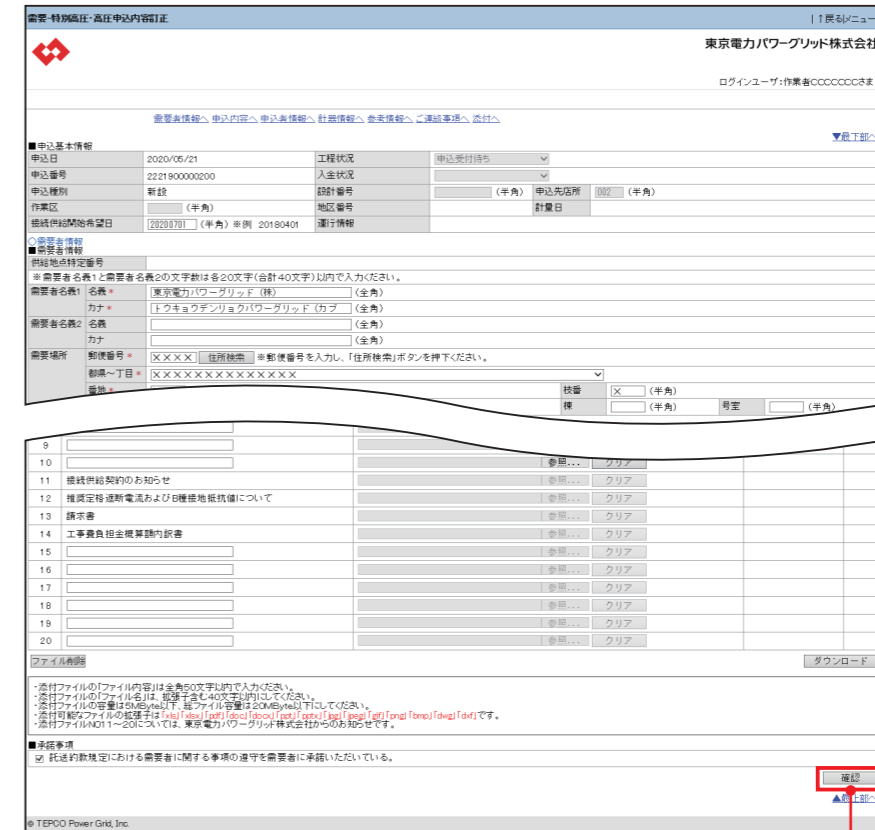 需要-特別高圧・高圧申込内容訂正 |↑戻る|メニュー
東京電力パワーグリッド株式会社
ログインユーザ:作業者CCCCCCCさま
需要者情報へ 申込内容へ 申込者情報へ 計器情報へ 参考情報へ ご連絡事項へ 添付へ
▼最下部へ
■申込基本情報
申込日 2020/05/21 工程状況 申込受付待ち
申込番号 2221900000200 入金状況
申込種別 新設 設計番号 (半角) 申込先店所 002 (半角)
作業区 (半角) 地区番号 計量日
接続供給開始希望日 20200701 (半角) ※例 20180401 運行情報
○需要者情報
■需要者情報
供給地点特定番号
※需要者名義1と需要者名義2の文字数は各20文字(合計40文字)以内で入力ください。
需要者名義1 名義* 東京電力パワーグリッド (株) (全角)
カナ* トウキョウデンリョクパワーグリッド (カブ (全角)
需要者名義2 名義 (全角)
カナ (全角)
需要場所 郵便番号* ×××× 住所検索 ※郵便番号を入力し、「住所検索」ボタンを押下ください。
都県～丁目* ××××××××××××××
番地* 枝番 X (半角)
棟 (半角) 号室 (半角)
9
10 参照... クリア
11 接続供給契約のお知らせ 参照... クリア
12 推奨定格遮断電流およびB種接地抵抗値について 参照... クリア
13 請求書 参照... クリア
14 工事費負担金概算額内訳書 参照... クリア
15 参照... クリア
16 参照... クリア
17 参照... クリア
18 参照... クリア
19 参照... クリア
20 参照... クリア
ファイル削除 ダウンロード
・添付ファイルの「ファイル内容」は全角50文字以内で入力ください。
・添付ファイルの「ファイル名」は、拡張子含む40文字以内にしてください。
・添付ファイルの容量は5MByte以下、総ファイル容量は20MByte以下にしてください。
・添付可能なファイルの拡張子は「xls」「xlsx」「pdf」「doc」「docx」「ppt」「pptx」「jpg」「jpeg」「gif」「png」「bmp」「dwg」「dxf」です。
・添付ファイルNO11～20については、東京電力パワーグリッド株式会社からのお知らせです。
■承諾事項
託送約款規定における需要者に関する事項の遵守を需要者に承諾いただいている。
確認
▲最上部へ
© TEPCO Power Grid, Inc.